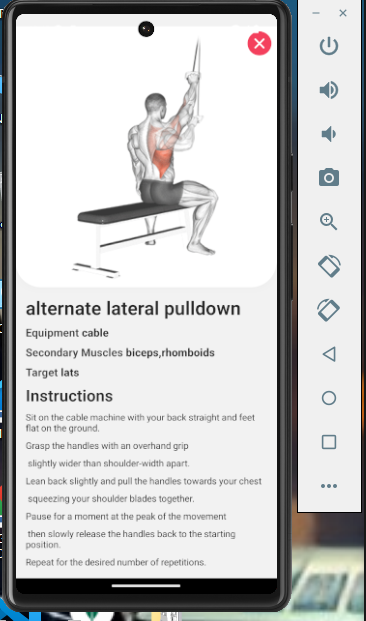 alternate lateral pulldown
Equipment cable
Secondary Muscles biceps,rhomboids
Target lats
Instructions
Sit on the cable machine with your back straight and feet
flat on the ground.
Grasp the handles with an overhand grip
slightly wider than shoulder-width apart.
Lean back slightly and pull the handles towards your chest
squeezing your shoulder blades together.
Pause for a moment at the peak of the movement
then slowly release the handles back to the starting
position.
Repeat for the desired number of repetitions.